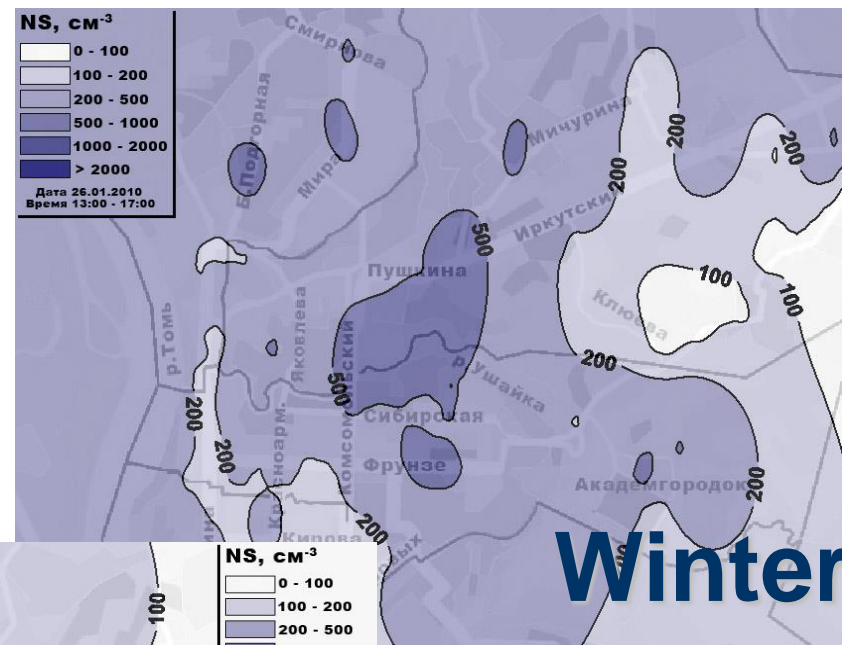 NS, см-3
0 - 100
100 - 200
200 - 500
500 - 1000
1000 - 2000
> 2000
Дата 26.01.2010
Время 13:00 - 17:00
Смирнова
Б.Подгорная
Мира
Мичурина
Иркутский
200
200
200
500
Пушкина
100
100
Клюева
р.Томь
Яковлева
Комсомольский
р.Ушайка
500
200
200
200
Сибирская
Красноарм.
Фрунзе
Академгородок
200
Кирова
200
Winter
NS, см-3
0 - 100
100 - 200
200 - 500
100